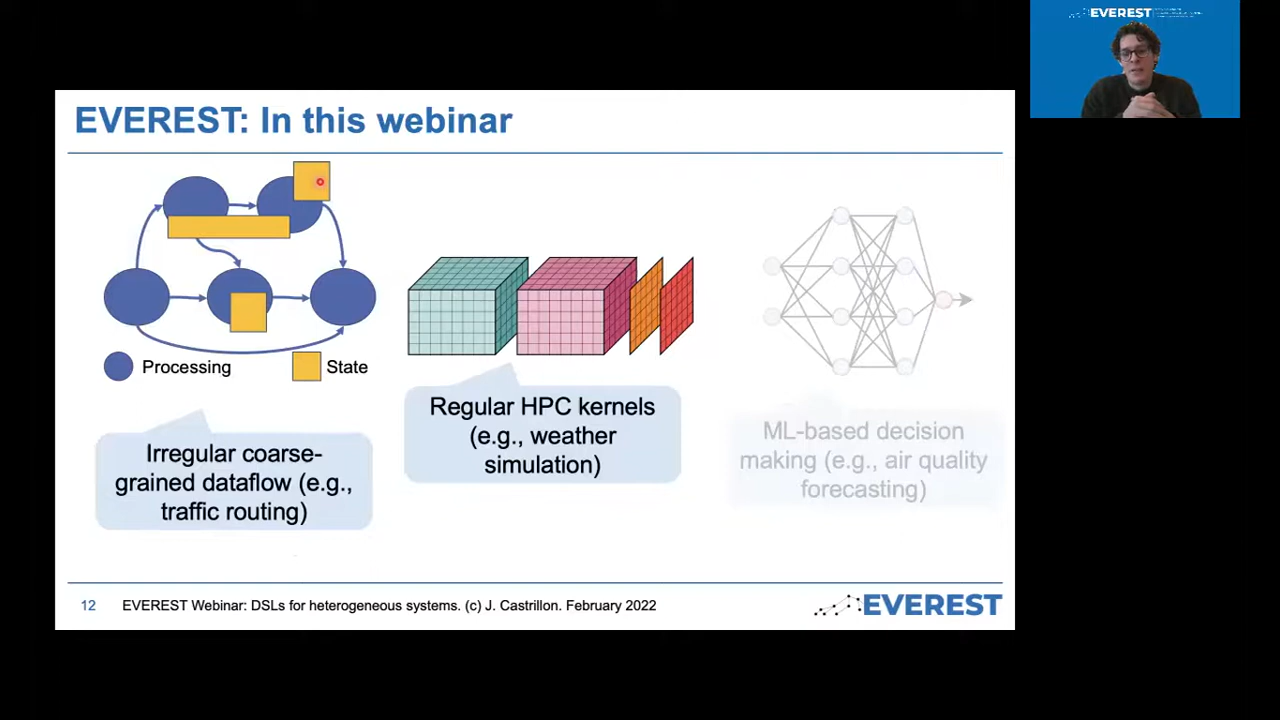 EVEREST
EVEREST: In this webinar
Processing
State
Irregular coarse-
grained dataflow (e.g.,
traffic routing)
Regular HPC kernels
(e.g., weather
simulation)
ML-based decision
making (e.g., air quality
forecasting)
12
EVEREST Webinar: DSLs for heterogeneous systems. (c) J. Castrillon. February 2022
EVEREST